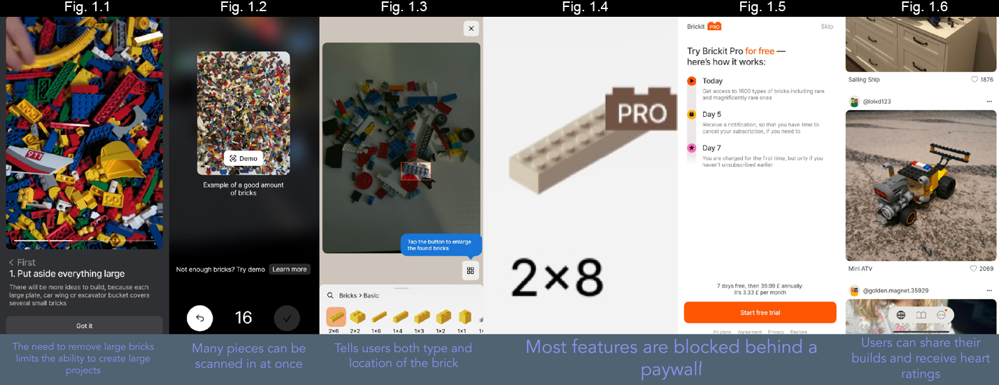 Fig. 1.1
Fig. 1.2
Fig. 1.3
Fig. 1.4
Fig. 1.5
Fig. 1.6
911
< First
1. Put aside everything large
There will be more ideas to build, because each
large plate, car wing or excavator bucket covers
several small bricks
Got it
The need to remove large bricks
limits the ability to create large
projects
Demo
Example of a good amount
of bricks
Not enough bricks? Try demo
Learn more
16
Many pieces can be
scanned in at once
Tap the button to enlarge
the found bricks
Bricks > Basic
2×6
2×2
1×6
1×4
1×3
1×2
1×1
Tells users both type and
location of the brick
PRO
2×8
Brickit PRO
Skip
Try Brickit Pro for free —
here's how it works:
Today
Get access to 1600 types of bricks including rare
and magnificently rare ones
Day 5
Receive a notification, so that you have time to
cancel your subscription, if you need to
Day 7
You are charged for the first time, but only if you
haven't unsubscribed earlier
7 days free, then 39.99 £ annually.
It's 3.33 £ per month
Start free trial
All plans
Agreement
Privacy
Restore
Most features are blocked behind a
paywall
Sailing Ship
1876
@lolxd123
Mini ATV
2069
@golden.magnet.35929
Users can share their
builds and receive heart
ratings